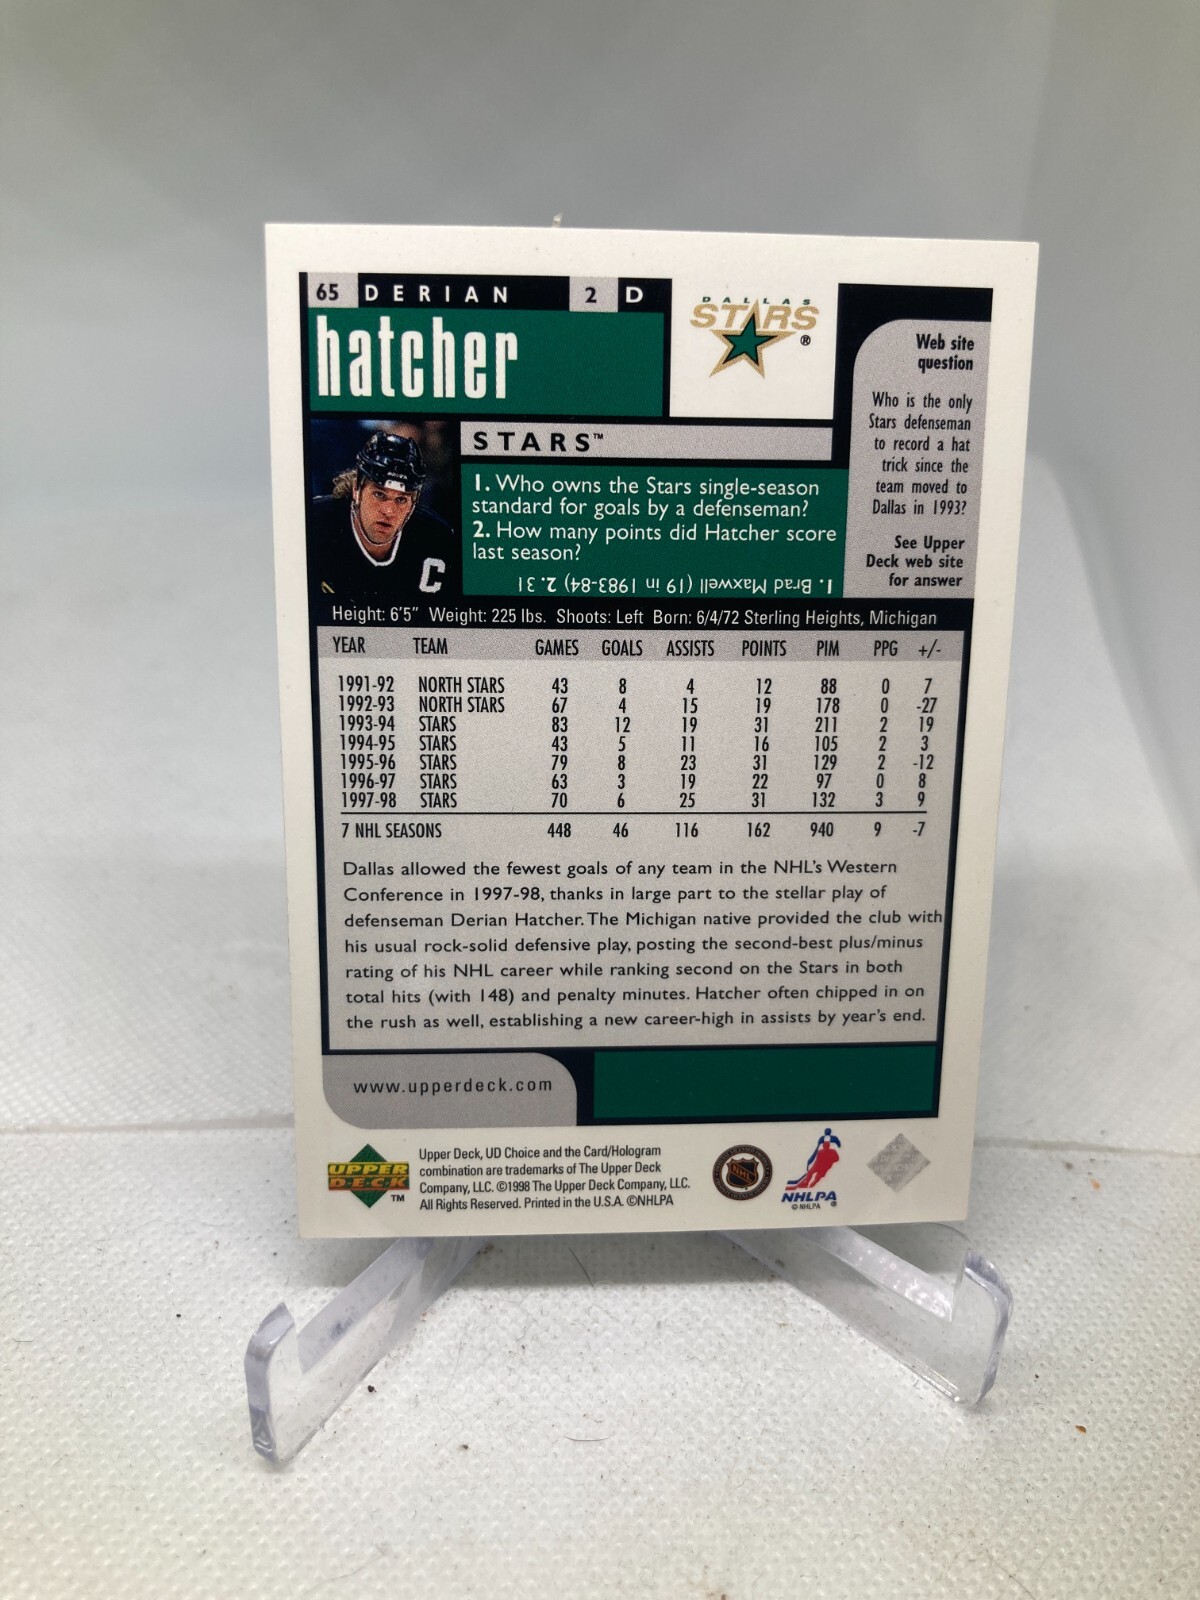 65 DERIAN 2 D
hatcher
DALLAS
STARS®
Web site
question
Who is the only
Stars defenseman
to record a hat
trick since the
team moved to
Dallas in 1993?
See Upper
Deck web site
for answer
STARS™
1. Who owns the Stars single-season
standard for goals by a defenseman?
2. How many points did Hatcher score
last season?
1. Brad Maxwell (19 in 1983-84) 2. 31
C
Height: 6'5" Weight: 225 lbs. Shoots: Left Born: 6/4/72 Sterling Heights, Michigan
YEAR TEAM GAMES GOALS ASSISTS POINTS PIM PPG +/-
1991-92 NORTH STARS 43 8 4 12 88 0 7
1992-93 NORTH STARS 67 4 15 19 178 0 -27
1993-94 STARS 83 12 19 31 211 2 19
1994-95 STARS 43 5 11 16 105 2 3
1995-96 STARS 79 8 23 31 129 2 -12
1996-97 STARS 63 3 19 22 97 0 8
1997-98 STARS 70 6 25 31 132 3 9
7 NHL SEASONS 448 46 116 162 940 9 -7
Dallas allowed the fewest goals of any team in the NHL's Western
Conference in 1997-98, thanks in large part to the stellar play of
defenseman Derian Hatcher. The Michigan native provided the club with
his usual rock-solid defensive play, posting the second-best plus/minus
rating of his NHL career while ranking second on the Stars in both
total hits (with 148) and penalty minutes. Hatcher often chipped in on
the rush as well, establishing a new career-high in assists by year's end.
www.upperdeck.com
UPPER
DECK™
Upper Deck, UD Choice and the Card/Hologram
combination are trademarks of The Upper Deck
Company, LLC. ©1998 The Upper Deck Company, LLC.
All Rights Reserved. Printed in the U.S.A. ©NHLPA
NHL
NHLPA®
© NHLPA